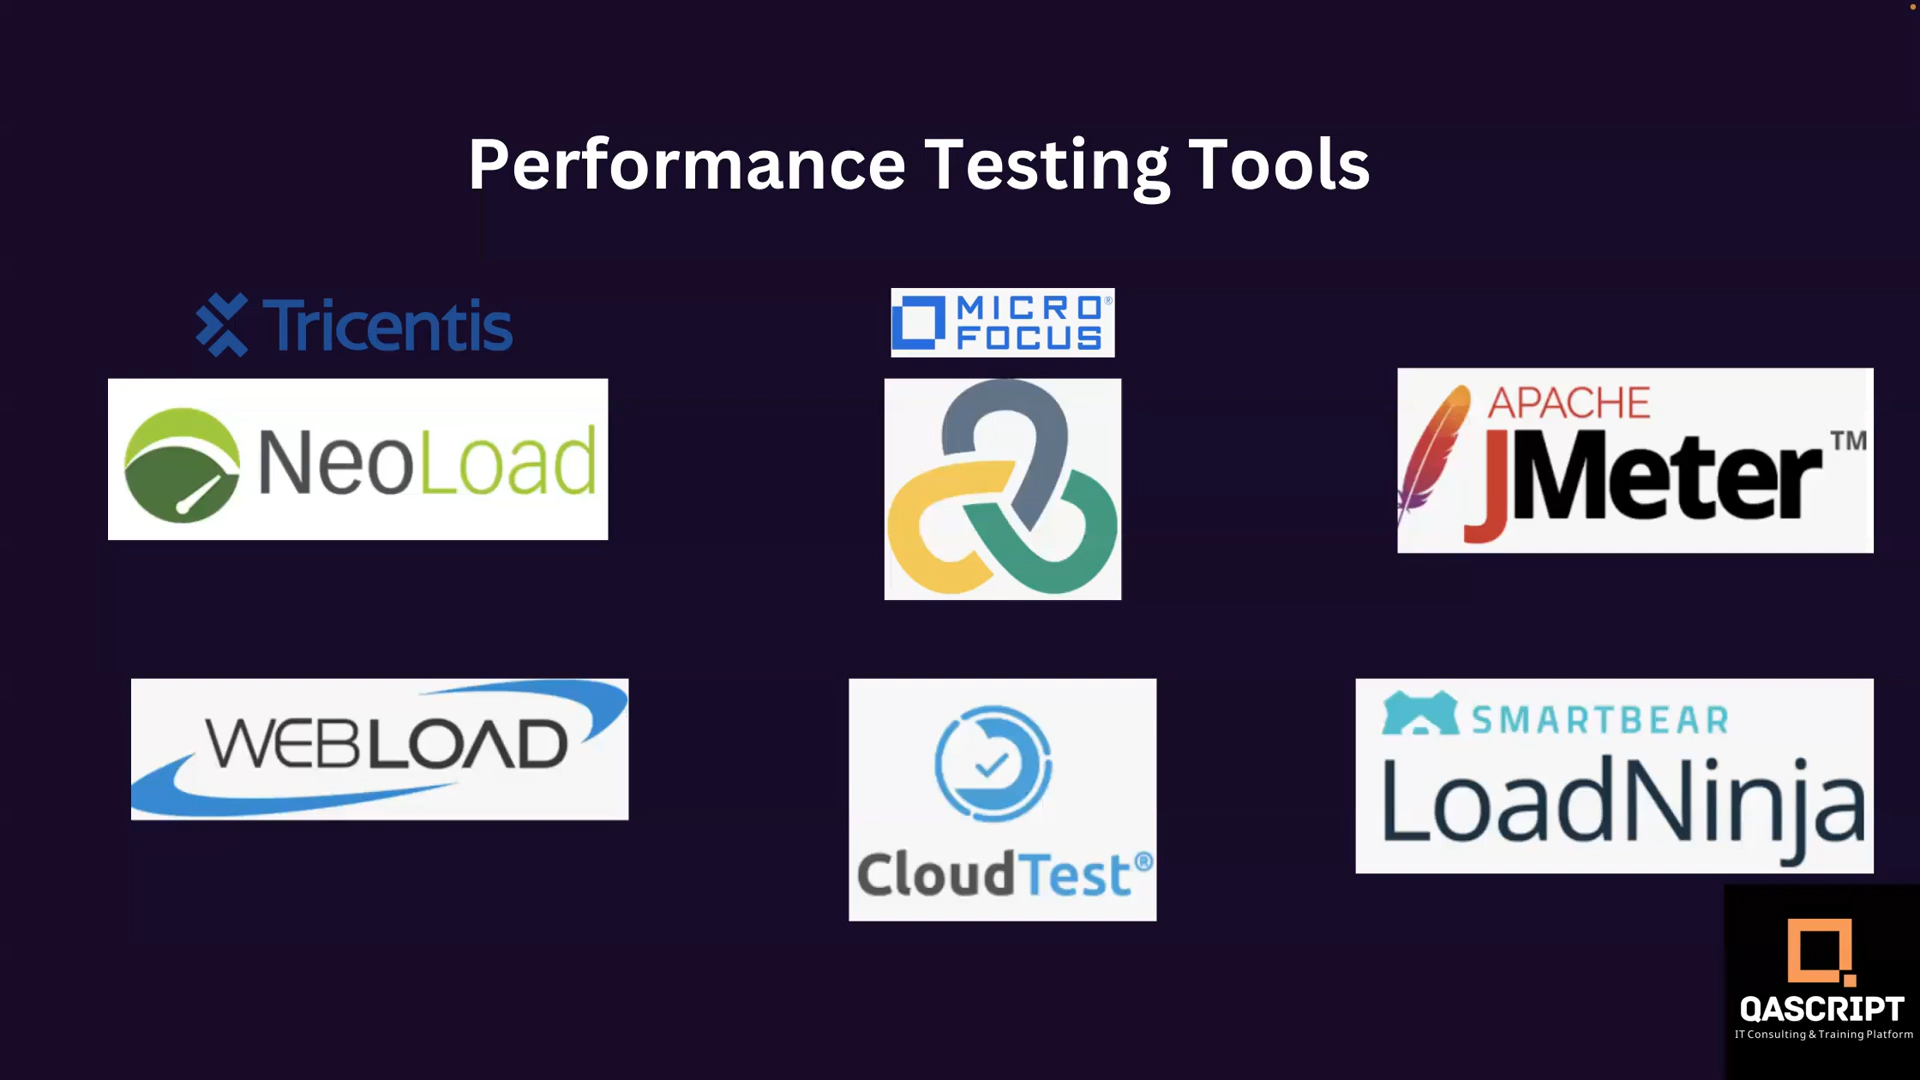 Performance Testing Tools
Tricentis
NeoLoad
MICRO®
FOCUS
APACHE
JMeter™
WEBLOAD
CloudTest®
SMARTBEAR
LoadNinja
QASCRIPT
IT Consulting & Training Platform